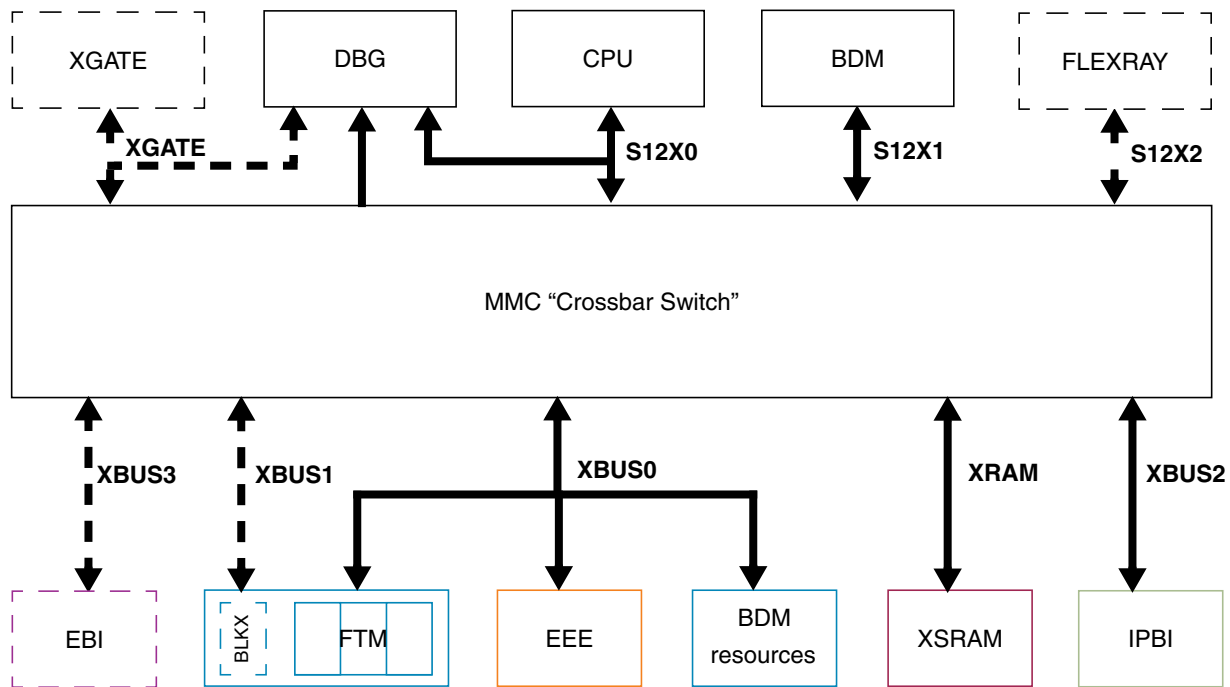 XGATE
DBG
CPU
BDM
FLEXRAY
XGATE
S12X0
S12X1
S12X2
MMC “Crossbar Switch”
XBUS3
XBUS1
XBUS0
XRAM
XBUS2
EBI
BLKX
FTM
EEE
BDM
resources
XSRAM
IPBI